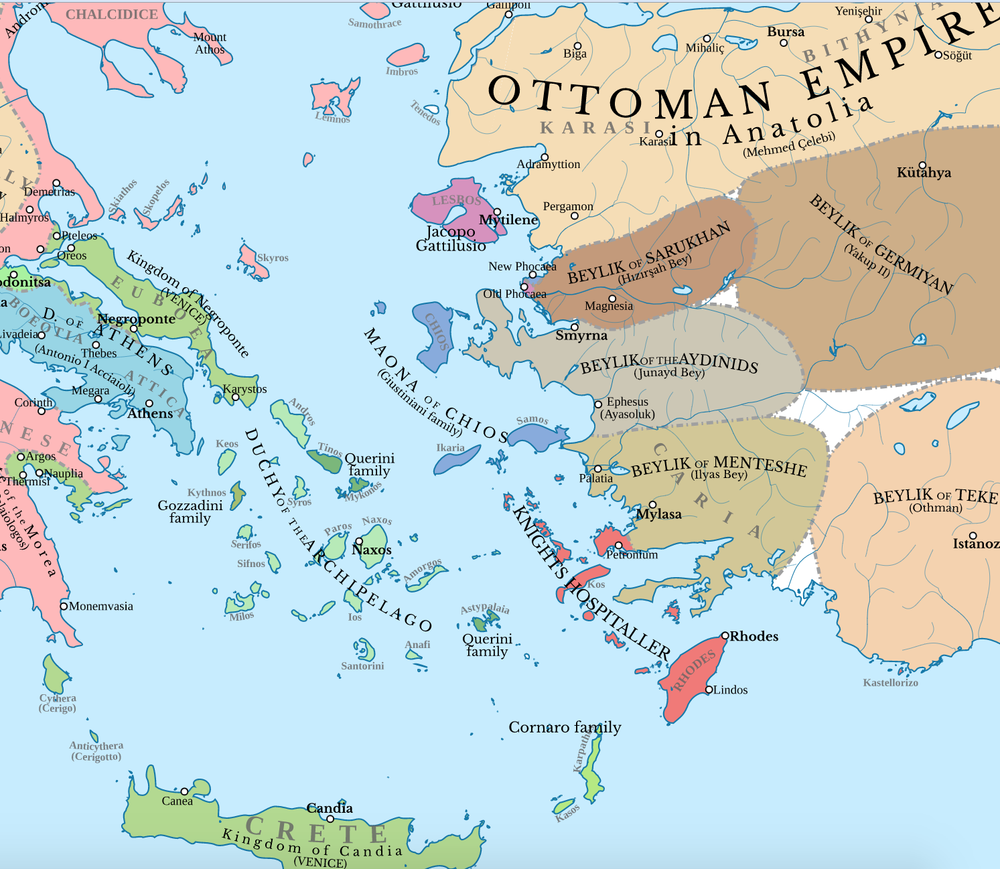 CHALCIDICE
Mount
Athos
Gattilusio
Samothrace
Imbros
Lemnos
Tenedos
Gallipoli
Biga
Mihaliç
Bursa
Yenişehir
BITHYNIA
Söğüt
OTTOMAN EMPIRE
in Anatolia
(Mehmed Çelebi)
KARASI
Karasi
Adramyttion
Kütahya
BEYLIK OF GERMIYAN
(Yakup II)
Pergamon
LESBOS
Mytilene
Jacopo
Gattilusio
BEYLIK OF SARUKHAN
(Hızırşah Bey)
New Phocaea
Old Phocaea
Magnesia
Smyrna
Demetrias
Halmyros
Skiathos
Skopelos
Skyros
Pteleos
Oreos
Kingdom of Negroponte
(VENICE)
EUBOEA
Negroponte
BOEOTIA
D. OF ATHENS
(Antonio I Acciaioli)
Livadeia
Thebes
ATTICA
Megara
Athens
Corinth
Karystos
CHIOS
MAONA OF CHIOS
(Giustiniani family)
BEYLIK OF THE AYDINIDS
(Junayd Bey)
Ephesus
(Ayasoluk)
Samos
Ikaria
Andros
Tinos
Querini
family
Mykonos
Keos
Kythnos
Gozzadini
family
Syros
Serifos
Sifnos
Paros
Naxos
Naxos
DUCHY OF THE ARCHIPELAGO
Amorgos
Milos
Ios
Santorini
Anafi
Astypalaia
Querini
family
Argos
Nauplia
Thermisi
Morea
Monemvasia
Cythera
(Cerigo)
Anticythera
(Cerigotto)
Palatia
BEYLIK OF MENTESHE
(Ilyas Bey)
CARIA
Mylasa
Petronium
KNIGHTS HOSPITALLER
Kos
RHODES
Rhodes
Lindos
BEYLIK OF TEKE
(Othman)
Istanoz
Kastellorizo
Cornaro family
Karpathos
Kasos
Canea
Candia
CRETE
Kingdom of Candia
(VENICE)